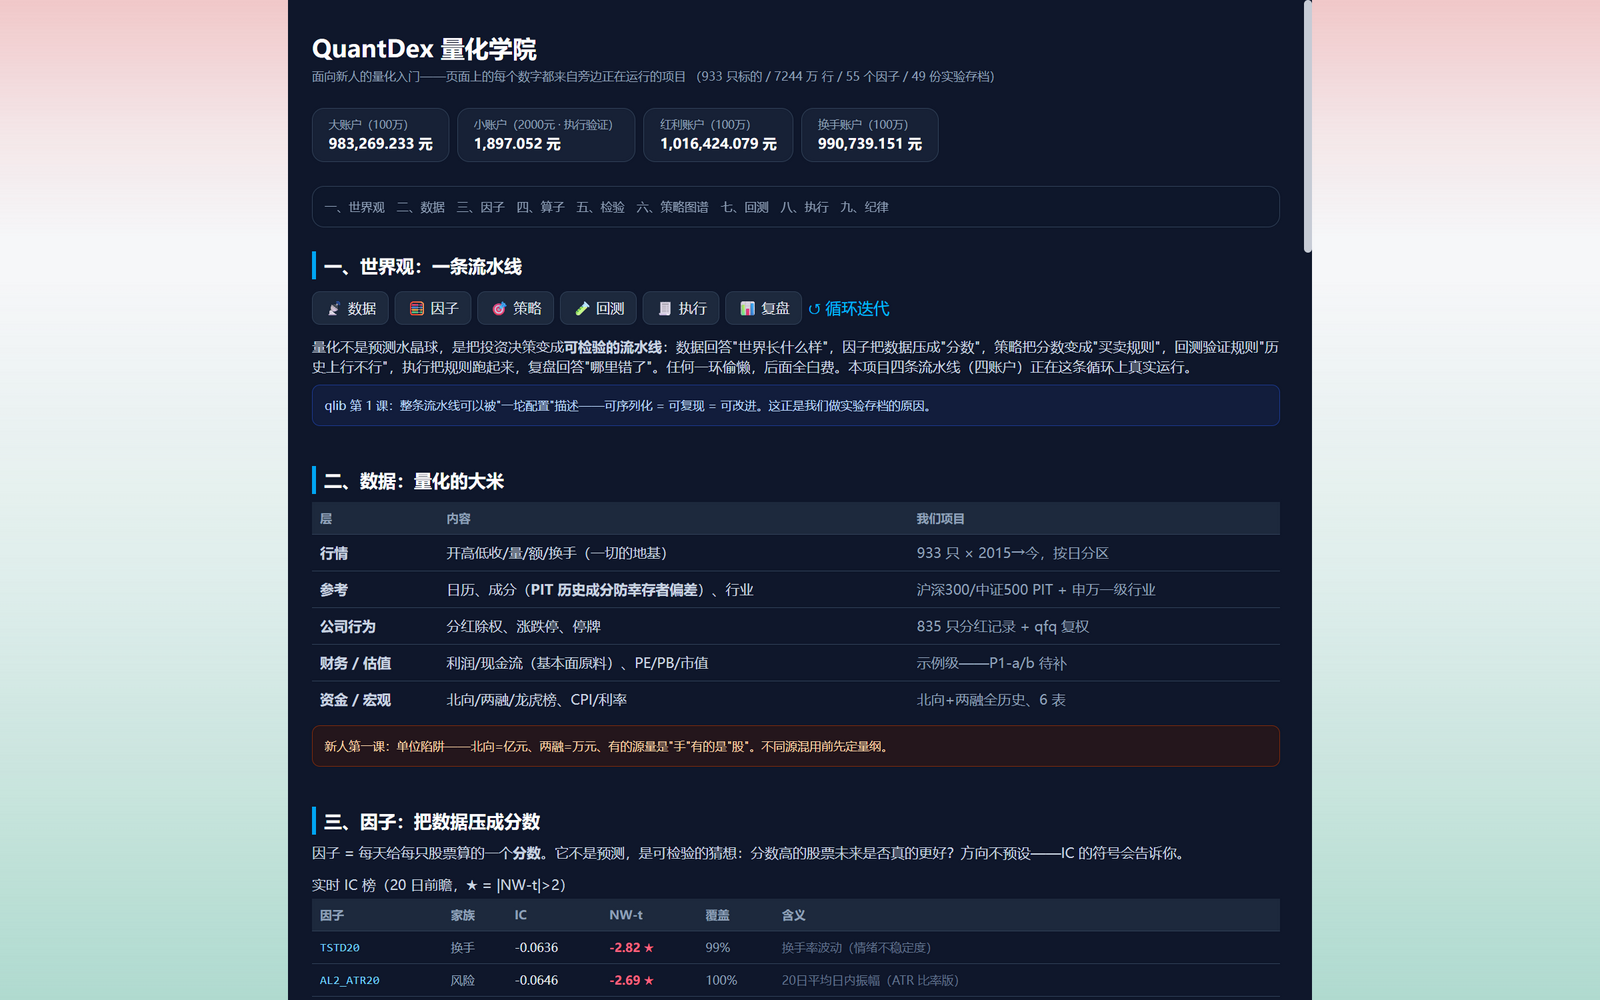 QuantDex 量化学院
面向新人的量化入门——页面上的每个数字都来自旁边正在运行的项目 （933 只标的 / 7244 万 行 / 55 个因子 / 49 份实验存档）
大账户（100万）
983,269.233 元
小账户（2000元 · 执行验证）
1,897.052 元
红利账户（100万）
1,016,424.079 元
换手账户（100万）
990,739.151 元
一、世界观 二、数据 三、因子 四、算子 五、检验 六、策略图谱 七、回测 八、执行 九、纪律
一、世界观：一条流水线
数据 因子 策略 回测 执行 复盘 ↺ 循环迭代
量化不是预测水晶球，是把投资决策变成可检验的流水线：数据回答"世界长什么样"，因子把数据压成"分数"，策略把分数变成"买卖规则"，回测验证规则"历
史上行不行"，执行把规则跑起来，复盘回答"哪里错了"。任何一环偷懒，后面全白费。本项目四条流水线（四账户）正在这条循环上真实运行。
qlib 第 1 课：整条流水线可以被"一坨配置"描述——可序列化 = 可复现 = 可改进。这正是我们做实验存档的原因。
二、数据：量化的大米
层 内容 我们项目
行情 开高低收/量/额/换手（一切的地基） 933 只 × 2015→今，按日分区
参考 日历、成分（PIT 历史成分防幸存者偏差）、行业 沪深300/中证500 PIT + 申万一级行业
公司行为 分红除权、涨跌停、停牌 835 只分红记录 + qfq 复权
财务 / 估值 利润/现金流（基本面原料）、PE/PB/市值 示例级——P1-a/b 待补
资金 / 宏观 北向/两融/龙虎榜、CPI/利率 北向+两融全历史、6 表
新人第一课：单位陷阱——北向=亿元、两融=万元、有的源量是"手"有的是"股"。不同源混用前先定量纲。
三、因子：把数据压成分数
因子 = 每天给每只股票算的一个分数。它不是预测，是可检验的猜想：分数高的股票未来是否真的更好？方向不预设——IC 的符号会告诉你。
实时 IC 榜（20 日前瞻，★ = |NW-t|>2）
因子 家族 IC NW-t 覆盖 含义
TSTD20 换手 -0.0636 -2.82 ★ 99% 换手率波动（情绪不稳定度）
AL2_ATR20 风险 -0.0646 -2.69 ★ 100% 20日平均日内振幅（ATR 比率版）